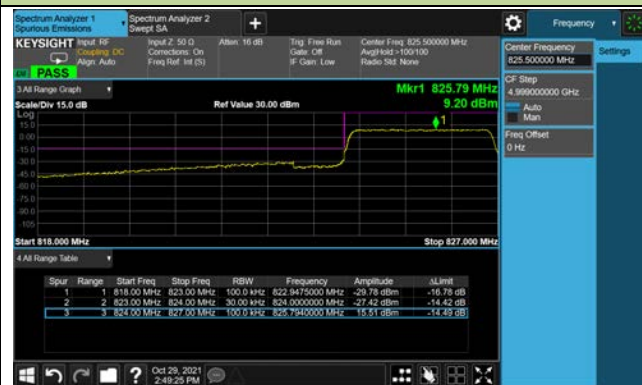 Spectrum Analyzer 1
Spurious Emissions
Spectrum Analyzer 2
Swept SA
Frequency
KEYSIGHT
Input: RF
Coupling: DC
Align: Auto
Input Z: 50 Ω
Corrections: On
Freq Ref: Int (S)
Atten: 16 dB
Trig: Free Run
Gate: Off
IF Gain: Low
Center Freq: 825.500000 MHz
Avg|Hold:>100/100
Radio Std: None
PASS
Center Frequency
825.500000 MHz
Settings
CF Step
4.999000000 GHz
Auto
Man
Freq Offset
0 Hz
3 All Range Graph
Mkr1 825.79 MHz
Scale/Div 15.0 dB
Ref Value 30.00 dBm
9.20 dBm
Log
15.0
0.00
-15.0
-30.0
-45.0
-60.0
-75.0
-90.0
-105
1
Start 818.000 MHz
Stop 827.000 MHz
4 All Range Table
Spur Range Start Freq Stop Freq RBW Frequency Amplitude ΔLimit
1 1 818.00 MHz 823.00 MHz 100.0 kHz 822.9475000 MHz -29.78 dBm -16.78 dB
2 2 823.00 MHz 824.00 MHz 30.00 kHz 824.0000000 MHz -27.42 dBm -14.42 dB
3 3 824.00 MHz 827.00 MHz 100.0 kHz 825.7940000 MHz 15.51 dBm -14.49 dB
Oct 29, 2021
2:49:25 PM